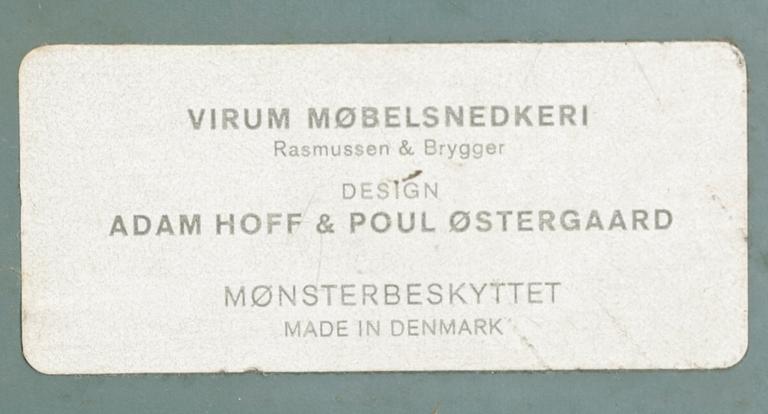 VIRUM MØBELSNEDKERI
Rasmussen & Brygger
DESIGN
ADAM HOFF & POUL ØSTERGAARD
MØNSTERBESKYTTET
MADE IN DENMARK